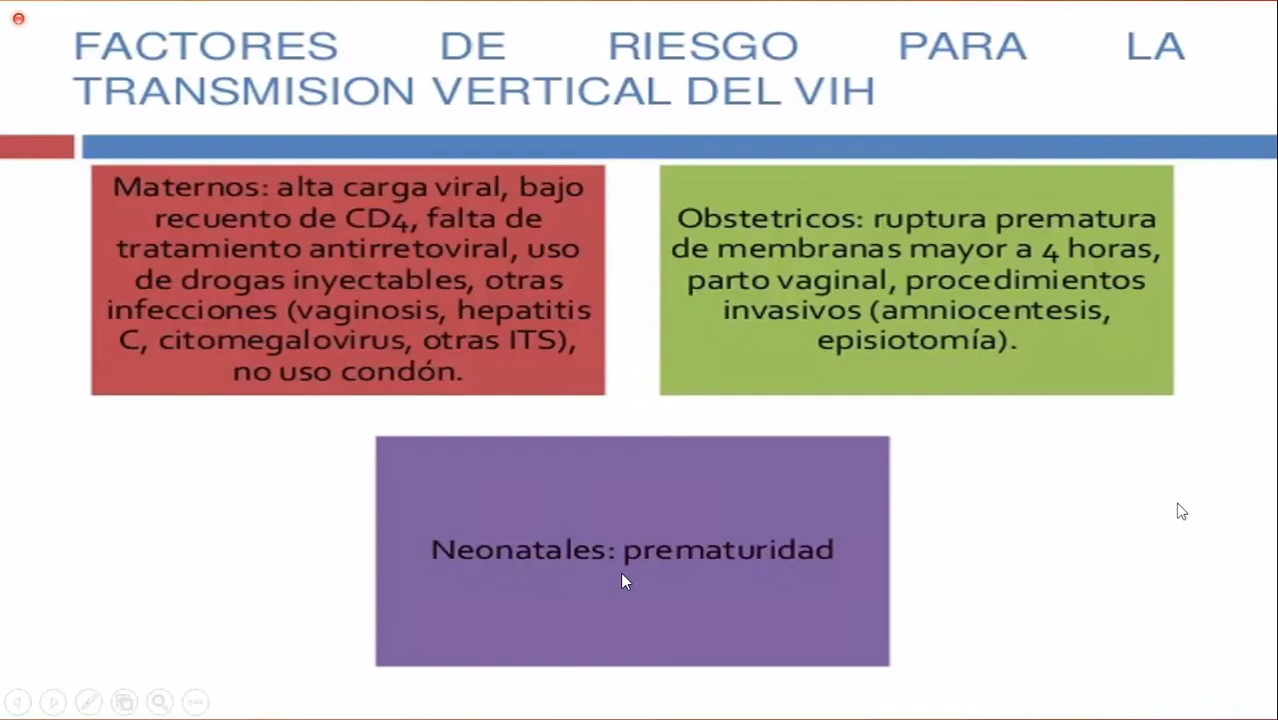 FACTORES DE RIESGO PARA LA
TRANSMISION VERTICAL DEL VIH
Maternos: alta carga viral, bajo
recuento de CD4, falta de
tratamiento antirretoviral, uso
de drogas inyectables, otras
infecciones (vaginosis, hepatitis
C, citomegalovirus, otras ITS),
no uso condón.
Obstetricos: ruptura prematura
de membranas mayor a 4 horas,
parto vaginal, procedimientos
invasivos (amniocentesis,
episiotomía).
Neonatales: prematuridad